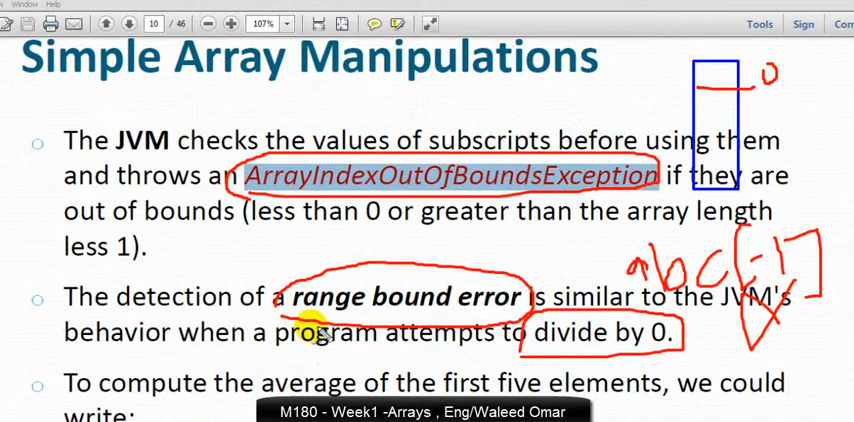 Window Help
10 / 46 107%
Tools Sign Com
Simple Array Manipulations
0
The JVM checks the values of subscripts before using them
and throws an ArrayIndexOutOfBoundsException if they are
out of bounds (less than 0 or greater than the array length
less 1).
abc[-1]
The detection of a range bound error is similar to the JVM's
behavior when a program attempts to divide by 0.
To compute the average of the first five elements, we could
write:
M180 - Week1 -Arrays , Eng/Waleed Omar